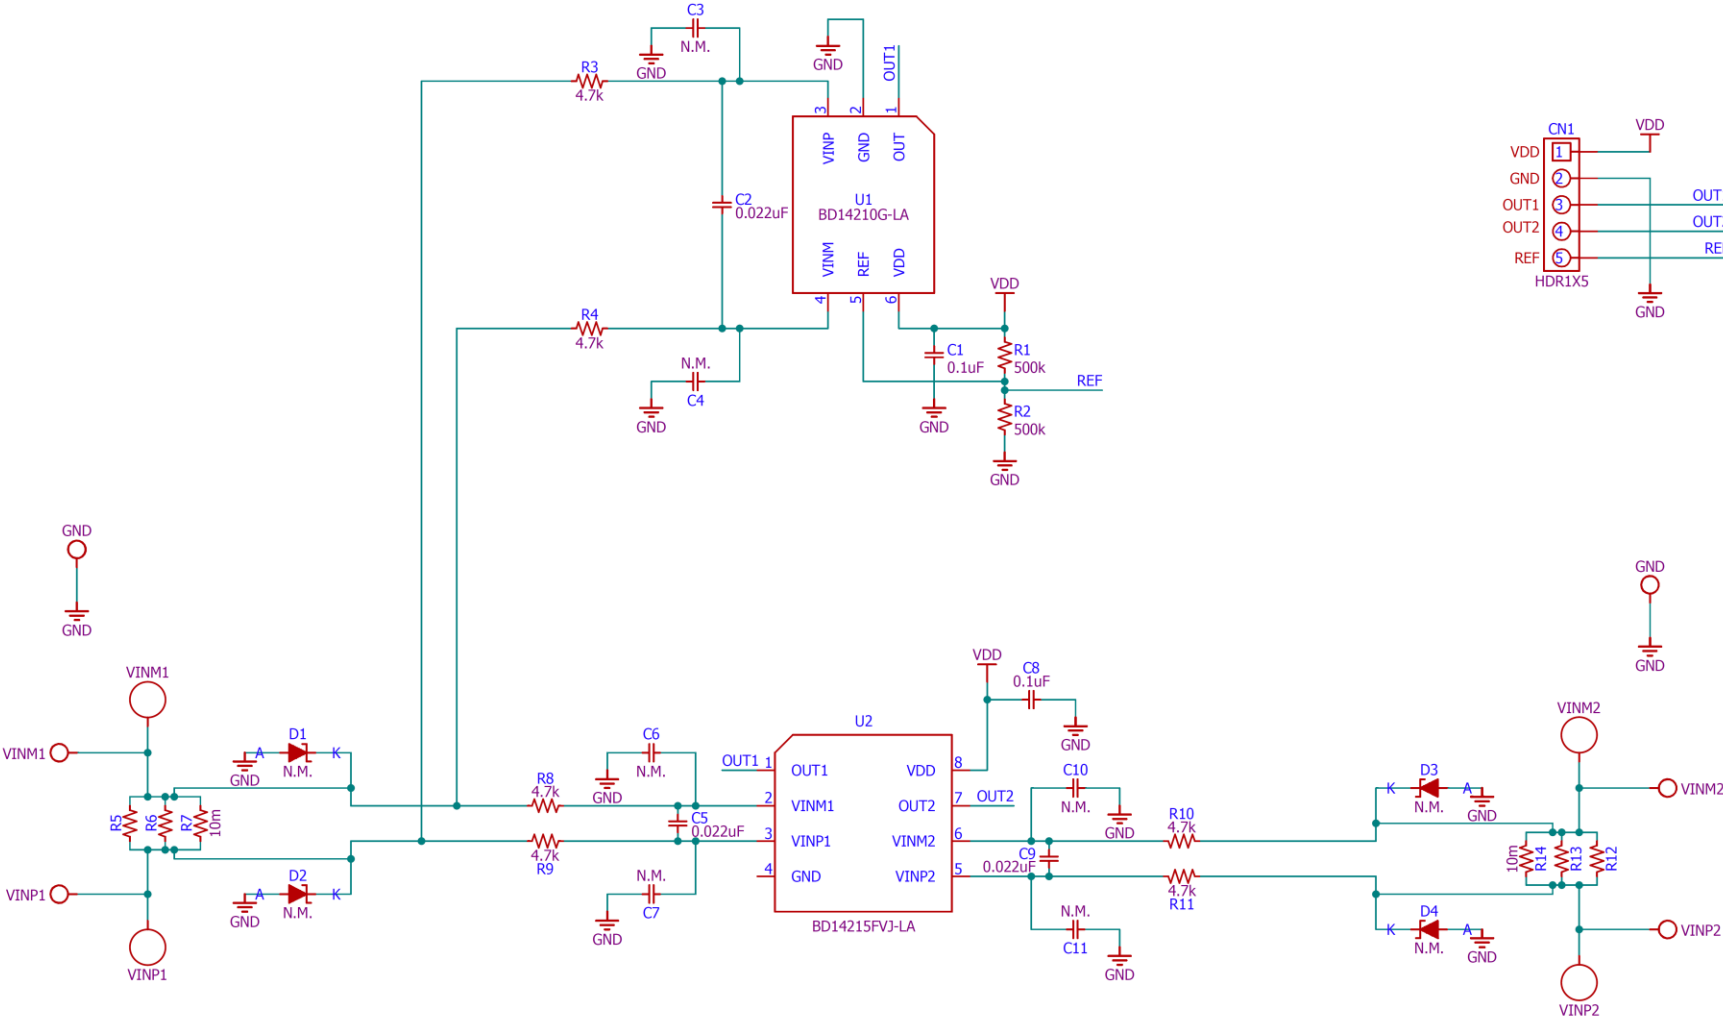 C3
N.M.
GND
GND
OUT1
R3
4.7k
3
2
1
VINP
GND
OUT
C2
0.022uF
U1
BD14210G-LA
VINM
REF
VDD
4
5
6
R4
4.7k
N.M.
C4
GND
VDD
C1
0.1uF
R1
500k
REF
R2
500k
GND
GND
CN1
VDD
VDD
1
GND
2
OUT1
3
OUT
OUT2
4
OUT
REF
5
HDR1X5
GND
GND
GND
GND
GND
VINM1
VINM1
A
D1
K
GND
N.M.
R5
R6
R7
10m
VINP1
A
D2
K
GND
N.M.
VINP1
C6
N.M.
GND
R8
4.7k
C5
0.022uF
4.7k
R9
N.M.
C7
GND
U2
OUT1
1
OUT1
2
VINM1
3
VINP1
4
GND
VDD
8
OUT2
7
OUT2
VINM2
6
VINP2
5
BD14215FVJ-LA
VDD
C8
0.1uF
GND
C10
N.M.
GND
C9
0.022uF
R10
4.7k
4.7k
R11
N.M.
C11
GND
VINM2
VINM2
D3
K
A
N.M.
GND
10m
R14
R13
R12
D4
K
A
N.M.
GND
VINP2
VINP2